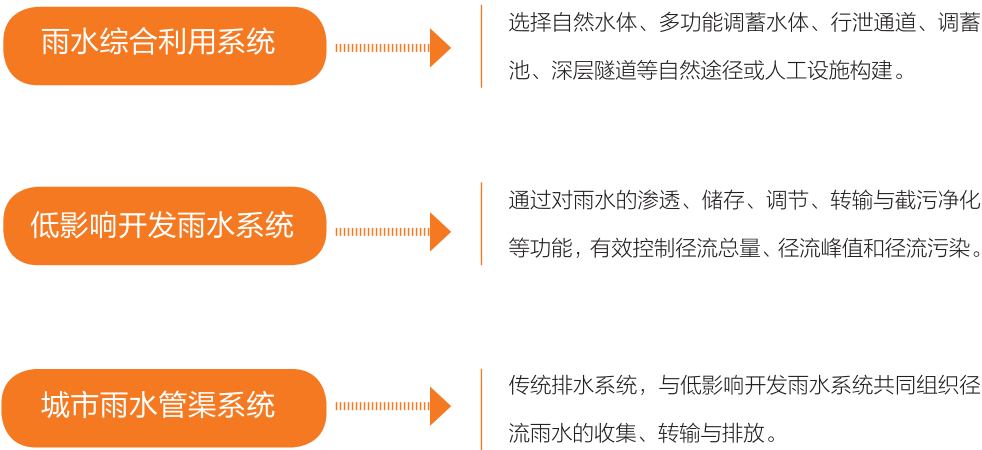 雨水综合利用系统
选择自然水体、多功能调蓄水体、行泄通道、调蓄
池、深层隧道等自然途径或人工设施构建。
低影响开发雨水系统
通过对雨水的渗透、储存、调节、转输与截污净化
等功能，有效控制径流总量、径流峰值和径流污染。
城市雨水管渠系统
传统排水系统，与低影响开发雨水系统共同组织径
流雨水的收集、转输与排放。